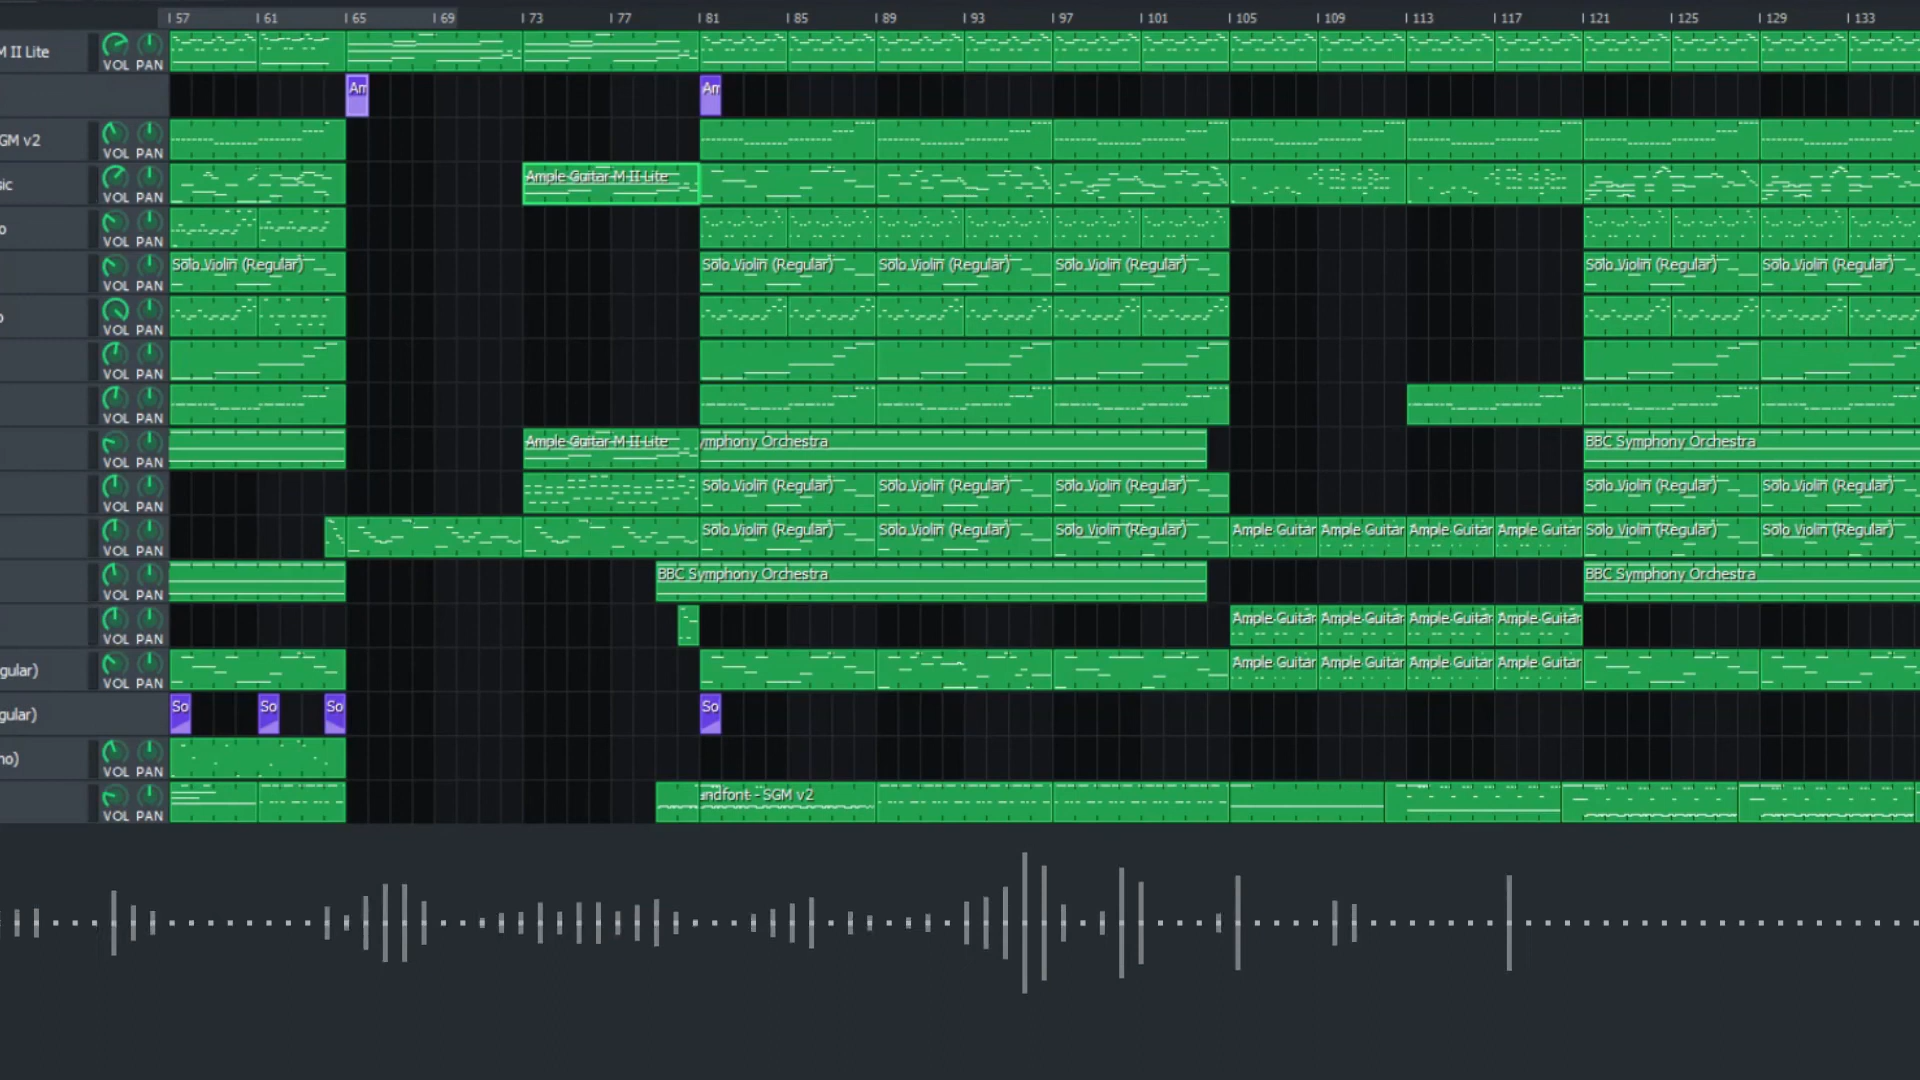 57 61 65 69 73 77 81 85 89 93 97 101 105 109 113 117 121 125 129 133
M II Lite VOL PAN
Am Am
SGM v2 VOL PAN
sic VOL PAN Ample Guitar M II Lite
o VOL PAN
VOL PAN Solo Violin (Regular) Solo Violin (Regular) Solo Violin (Regular) Solo Violin (Regular) Solo Violin (Regular) Solo Violin (Regular)
o VOL PAN
VOL PAN
VOL PAN
VOL PAN Ample Guitar M II Lite ymphony Orchestra BBC Symphony Orchestra
VOL PAN Solo Violin (Regular) Solo Violin (Regular) Solo Violin (Regular) Solo Violin (Regular) Solo Violin (Regular)
VOL PAN Solo Violin (Regular) Solo Violin (Regular) Solo Violin (Regular) Ample Guitar Ample Guitar Ample Guitar Ample Guitar Solo Violin (Regular) Solo Violin (Regular)
VOL PAN BBC Symphony Orchestra BBC Symphony Orchestra
VOL PAN Ample Guitar Ample Guitar Ample Guitar Ample Guitar
gular) VOL PAN Ample Guitar Ample Guitar Ample Guitar Ample Guitar
gular) So So So So
no) VOL PAN
VOL PAN undfont - SGM v2